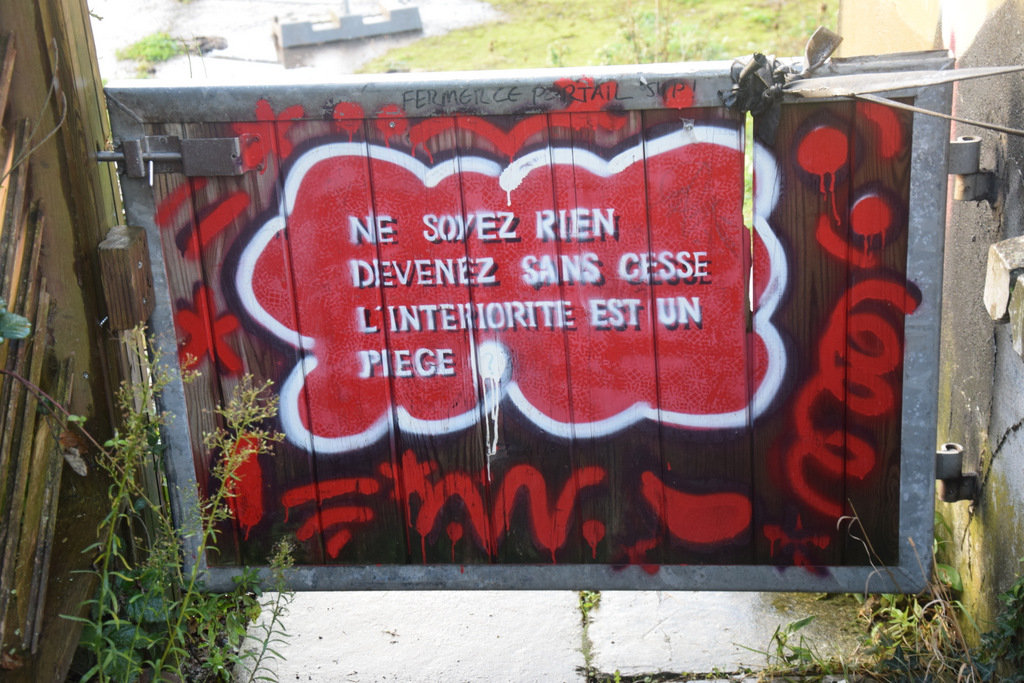 FERMER CE PORTAIL SVP!
NE SOYEZ RIEN
DEVENEZ SANS CESSE
L'INTERIORITE EST UN
PIEGE